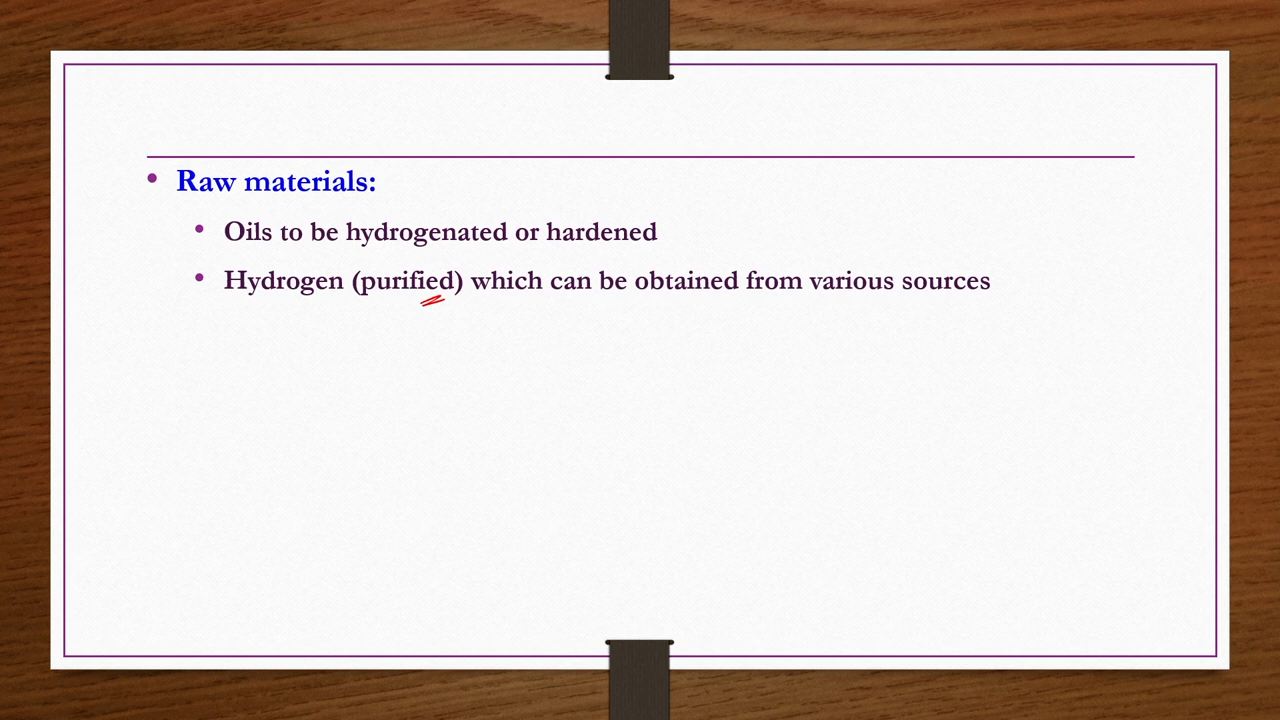 • Raw materials:
• Oils to be hydrogenated or hardened
• Hydrogen (purified) which can be obtained from various sources